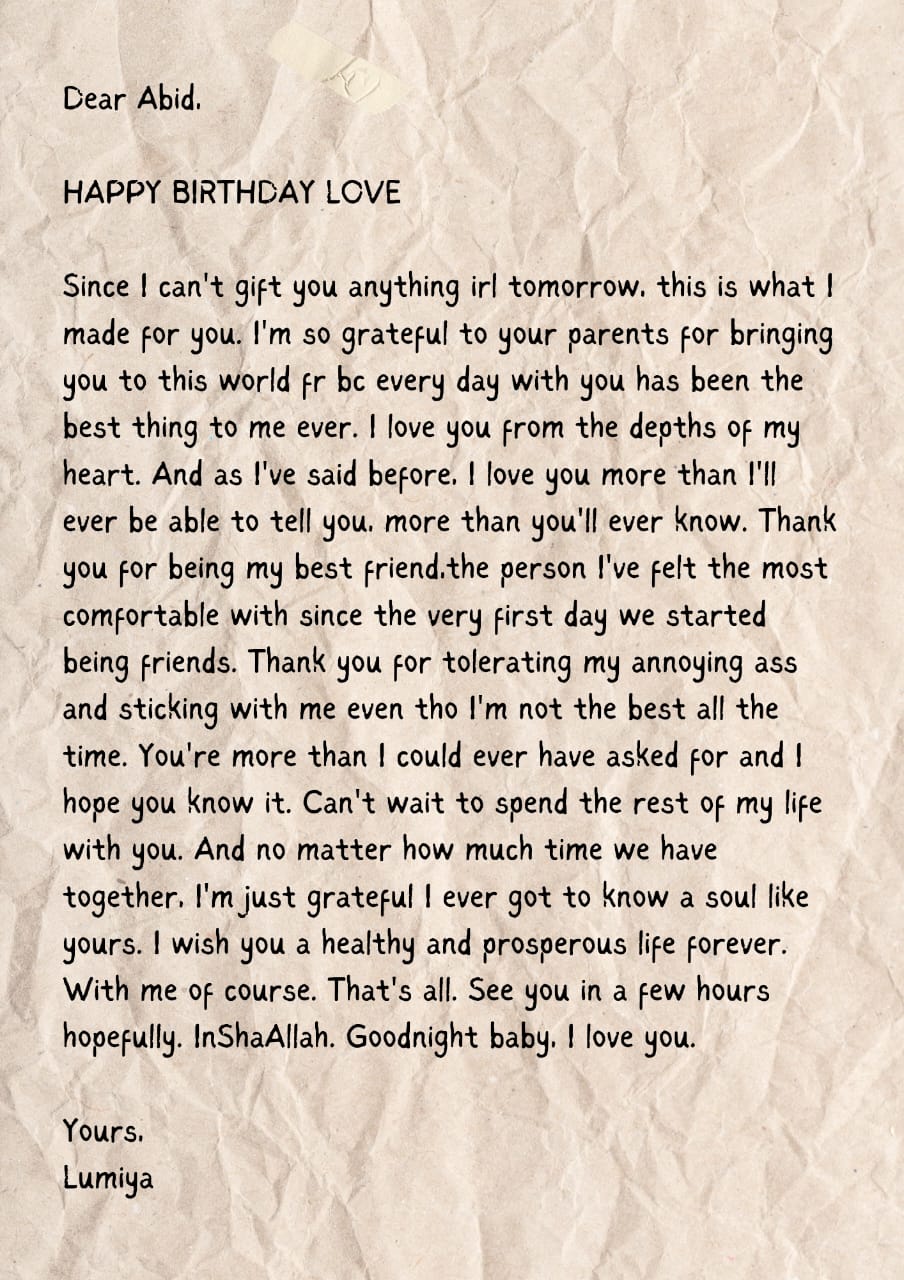 Dear Abid,
HAPPY BIRTHDAY LOVE
Since I can't gift you anything irl tomorrow, this is what I
made for you. I'm so grateful to your parents for bringing
you to this world fr bc every day with you has been the
best thing to me ever. I love you from the depths of my
heart. And as I've said before, I love you more than I'll
ever be able to tell you, more than you'll ever know. Thank
you for being my best friend,the person I've felt the most
comfortable with since the very first day we started
being friends. Thank you for tolerating my annoying ass
and sticking with me even tho I'm not the best all the
time. You're more than I could ever have asked for and I
hope you know it. Can't wait to spend the rest of my life
with you. And no matter how much time we have
together, I'm just grateful I ever got to know a soul like
yours. I wish you a healthy and prosperous life forever.
With me of course. That's all. See you in a few hours
hopefully. InShaAllah. Goodnight baby, I love you.
Yours,
Lumiya